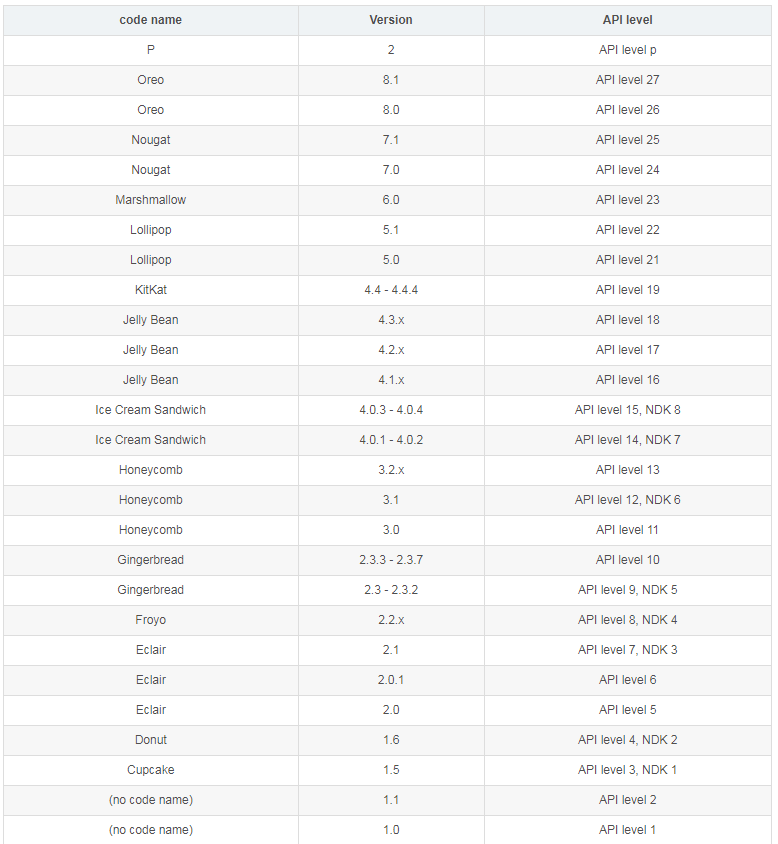 code name Version API level
P 2 API level p
Oreo 8.1 API level 27
Oreo 8.0 API level 26
Nougat 7.1 API level 25
Nougat 7.0 API level 24
Marshmallow 6.0 API level 23
Lollipop 5.1 API level 22
Lollipop 5.0 API level 21
KitKat 4.4 - 4.4.4 API level 19
Jelly Bean 4.3.x API level 18
Jelly Bean 4.2.x API level 17
Jelly Bean 4.1.x API level 16
Ice Cream Sandwich 4.0.3 - 4.0.4 API level 15, NDK 8
Ice Cream Sandwich 4.0.1 - 4.0.2 API level 14, NDK 7
Honeycomb 3.2.x API level 13
Honeycomb 3.1 API level 12, NDK 6
Honeycomb 3.0 API level 11
Gingerbread 2.3.3 - 2.3.7 API level 10
Gingerbread 2.3 - 2.3.2 API level 9, NDK 5
Froyo 2.2.x API level 8, NDK 4
Eclair 2.1 API level 7, NDK 3
Eclair 2.0.1 API level 6
Eclair 2.0 API level 5
Donut 1.6 API level 4, NDK 2
Cupcake 1.5 API level 3, NDK 1
(no code name) 1.1 API level 2
(no code name) 1.0 API level 1